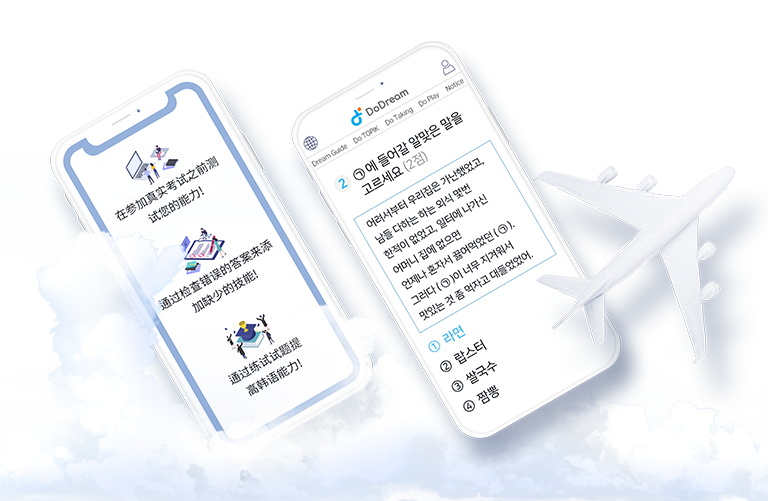 在参加真实考试之前测
试您的能力!
通过检查错误的答案来添
加缺少的技能!
通过练试试题提
高韩语能力!
DoDream
Dream Guide Do TOPIK Do Taking Do Play Notice
2 ㉠에 들어갈 알맞은 말을
고르세요 (2점)
어러서부터 우리집은 가난했었고,
남들 다하는 하는 외식 몇번
한적이 없었고, 일터에 나가신
어머니 집에 없으면
언제나 혼자서 끓여먹었던 (㉠).
그러다 (㉠)이 너무 지겨워서
맛있는 것 좀 먹자고 대들었었어.
① 라면
② 랍스터
③ 쌀국수
④ 짬뽕